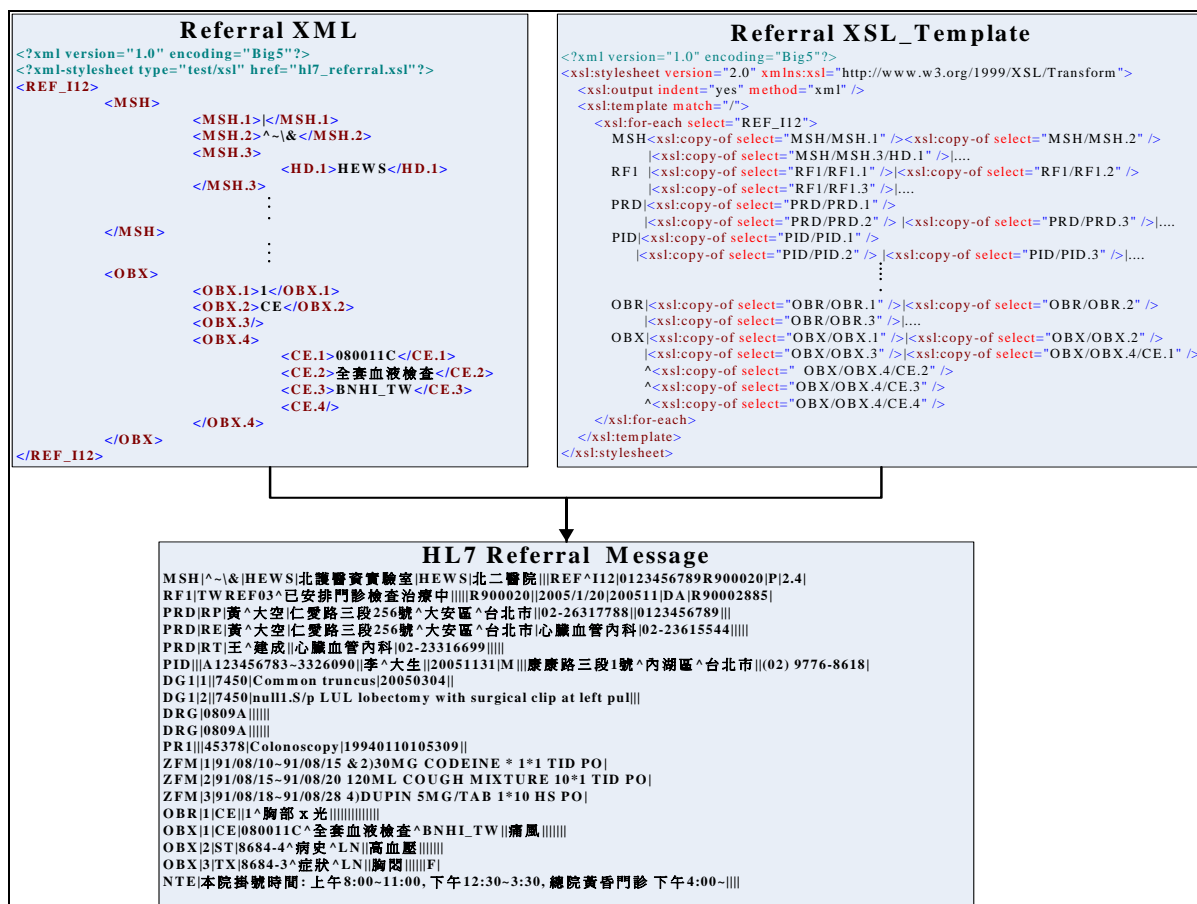 Referral XML
<?xml version="1.0" encoding="Big5"?>
<?xml-stylesheet type="test/xsl" href="hl7_referral.xsl"?>
<REF_I12>
<MSH>
<MSH.1>|</MSH.1>
<MSH.2>^~\&</MSH.2>
<MSH.3>
<HD.1>HEWS</HD.1>
</MSH.3>
</MSH>
<OBX>
<OBX.1>1</OBX.1>
<OBX.2>CE</OBX.2>
<OBX.3/>
<OBX.4>
<CE.1>080011C</CE.1>
<CE.2>全套血液檢查</CE.2>
<CE.3>BNHI_TW</CE.3>
<CE.4/>
</OBX.4>
</OBX>
</REF_I12>
Referral XSL_Template
<?xml version="1.0" encoding="Big5"?>
<xsl:stylesheet version="2.0" xmlns:xsl="http://www.w3.org/1999/XSL/Transform">
<xsl:output indent="yes" method="xml" />
<xsl:template match="/">
<xsl:for-each select="REF_I12">
MSH<xsl:copy-of select="MSH/MSH.1" /><xsl:copy-of select="MSH/MSH.2" />
|<xsl:copy-of select="MSH/MSH.3/HD.1" />|....
RF1 |<xsl:copy-of select="RF1/RF1.1" />|<xsl:copy-of select="RF1/RF1.2" />
|<xsl:copy-of select="RF1/RF1.3" />|....
PRD|<xsl:copy-of select="PRD/PRD.1" />
|<xsl:copy-of select="PRD/PRD.2" /> |<xsl:copy-of select="PRD/PRD.3" />|....
PID|<xsl:copy-of select="PID/PID.1" />
|<xsl:copy-of select="PID/PID.2" /> |<xsl:copy-of select="PID/PID.3" />|....
OBR|<xsl:copy-of select="OBR/OBR.1" />|<xsl:copy-of select="OBR/OBR.2" />
|<xsl:copy-of select="OBR/OBR.3" />|....
OBX|<xsl:copy-of select="OBX/OBX.1" />|<xsl:copy-of select="OBX/OBX.2" />
|<xsl:copy-of select="OBX/OBX.3" />|<xsl:copy-of select="OBX/OBX.4/CE.1" />
^<xsl:copy-of select=" OBX/OBX.4/CE.2" />
^<xsl:copy-of select="OBX/OBX.4/CE.3" />
^<xsl:copy-of select="OBX/OBX.4/CE.4" />
</xsl:for-each>
</xsl:template>
</xsl:stylesheet>
HL7 Referral Message
MSH|^~\&|HEWS|北護醫資實驗室|HEWS|北二醫院|||REF^I12|0123456789R900020|P|2.4|
RF1|TWREF03^已安排門診檢查治療中|||||R900020||2005/1/20|200511|DA|R90002885|
PRD|RP|黃^大空|仁愛路三段256號^大安區^台北市||02-26317788||0123456789|||
PRD|RE|黃^大空|仁愛路三段256號^大安區^台北市|心臟血管內科|02-23615544|||||
PRD|RT|王^建成||心臟血管內科|02-23316699|||||
PID|||A123456783~3326090||李^大生||20051131|M|||康康路三段1號^內湖區^台北市||(02) 9776-8618|
DG1|1||7450|Common truncus|20050304||
DG1|2||7450|null1.S/p LUL lobectomy with surgical clip at left pul|||
DRG|0809A||||||
DRG|0809A||||||
PR1|||45378|Colonoscopy|19940110105309||
ZFM|1|91/08/10~91/08/15 &2)30MG CODEINE * 1*1 TID PO|
ZFM|2|91/08/15~91/08/20 120ML COUGH MIXTURE 10*1 TID PO|
ZFM|3|91/08/18~91/08/28 4)DUPIN 5MG/TAB 1*10 HS PO|
OBR|1|CE||1^胸部 x 光||||||||||||||
OBX|1|CE|080011C^全套血液檢查^BNHI_TW||痛風|||||||
OBX|2|ST|8684-4^病史^LN||高血壓|||||||
OBX|3|TX|8684-3^症狀^LN||胸悶||||||F|
NTE|本院掛號時間: 上午8:00~11:00, 下午12:30~3:30, 總院黃昏門診 下午4:00~||||